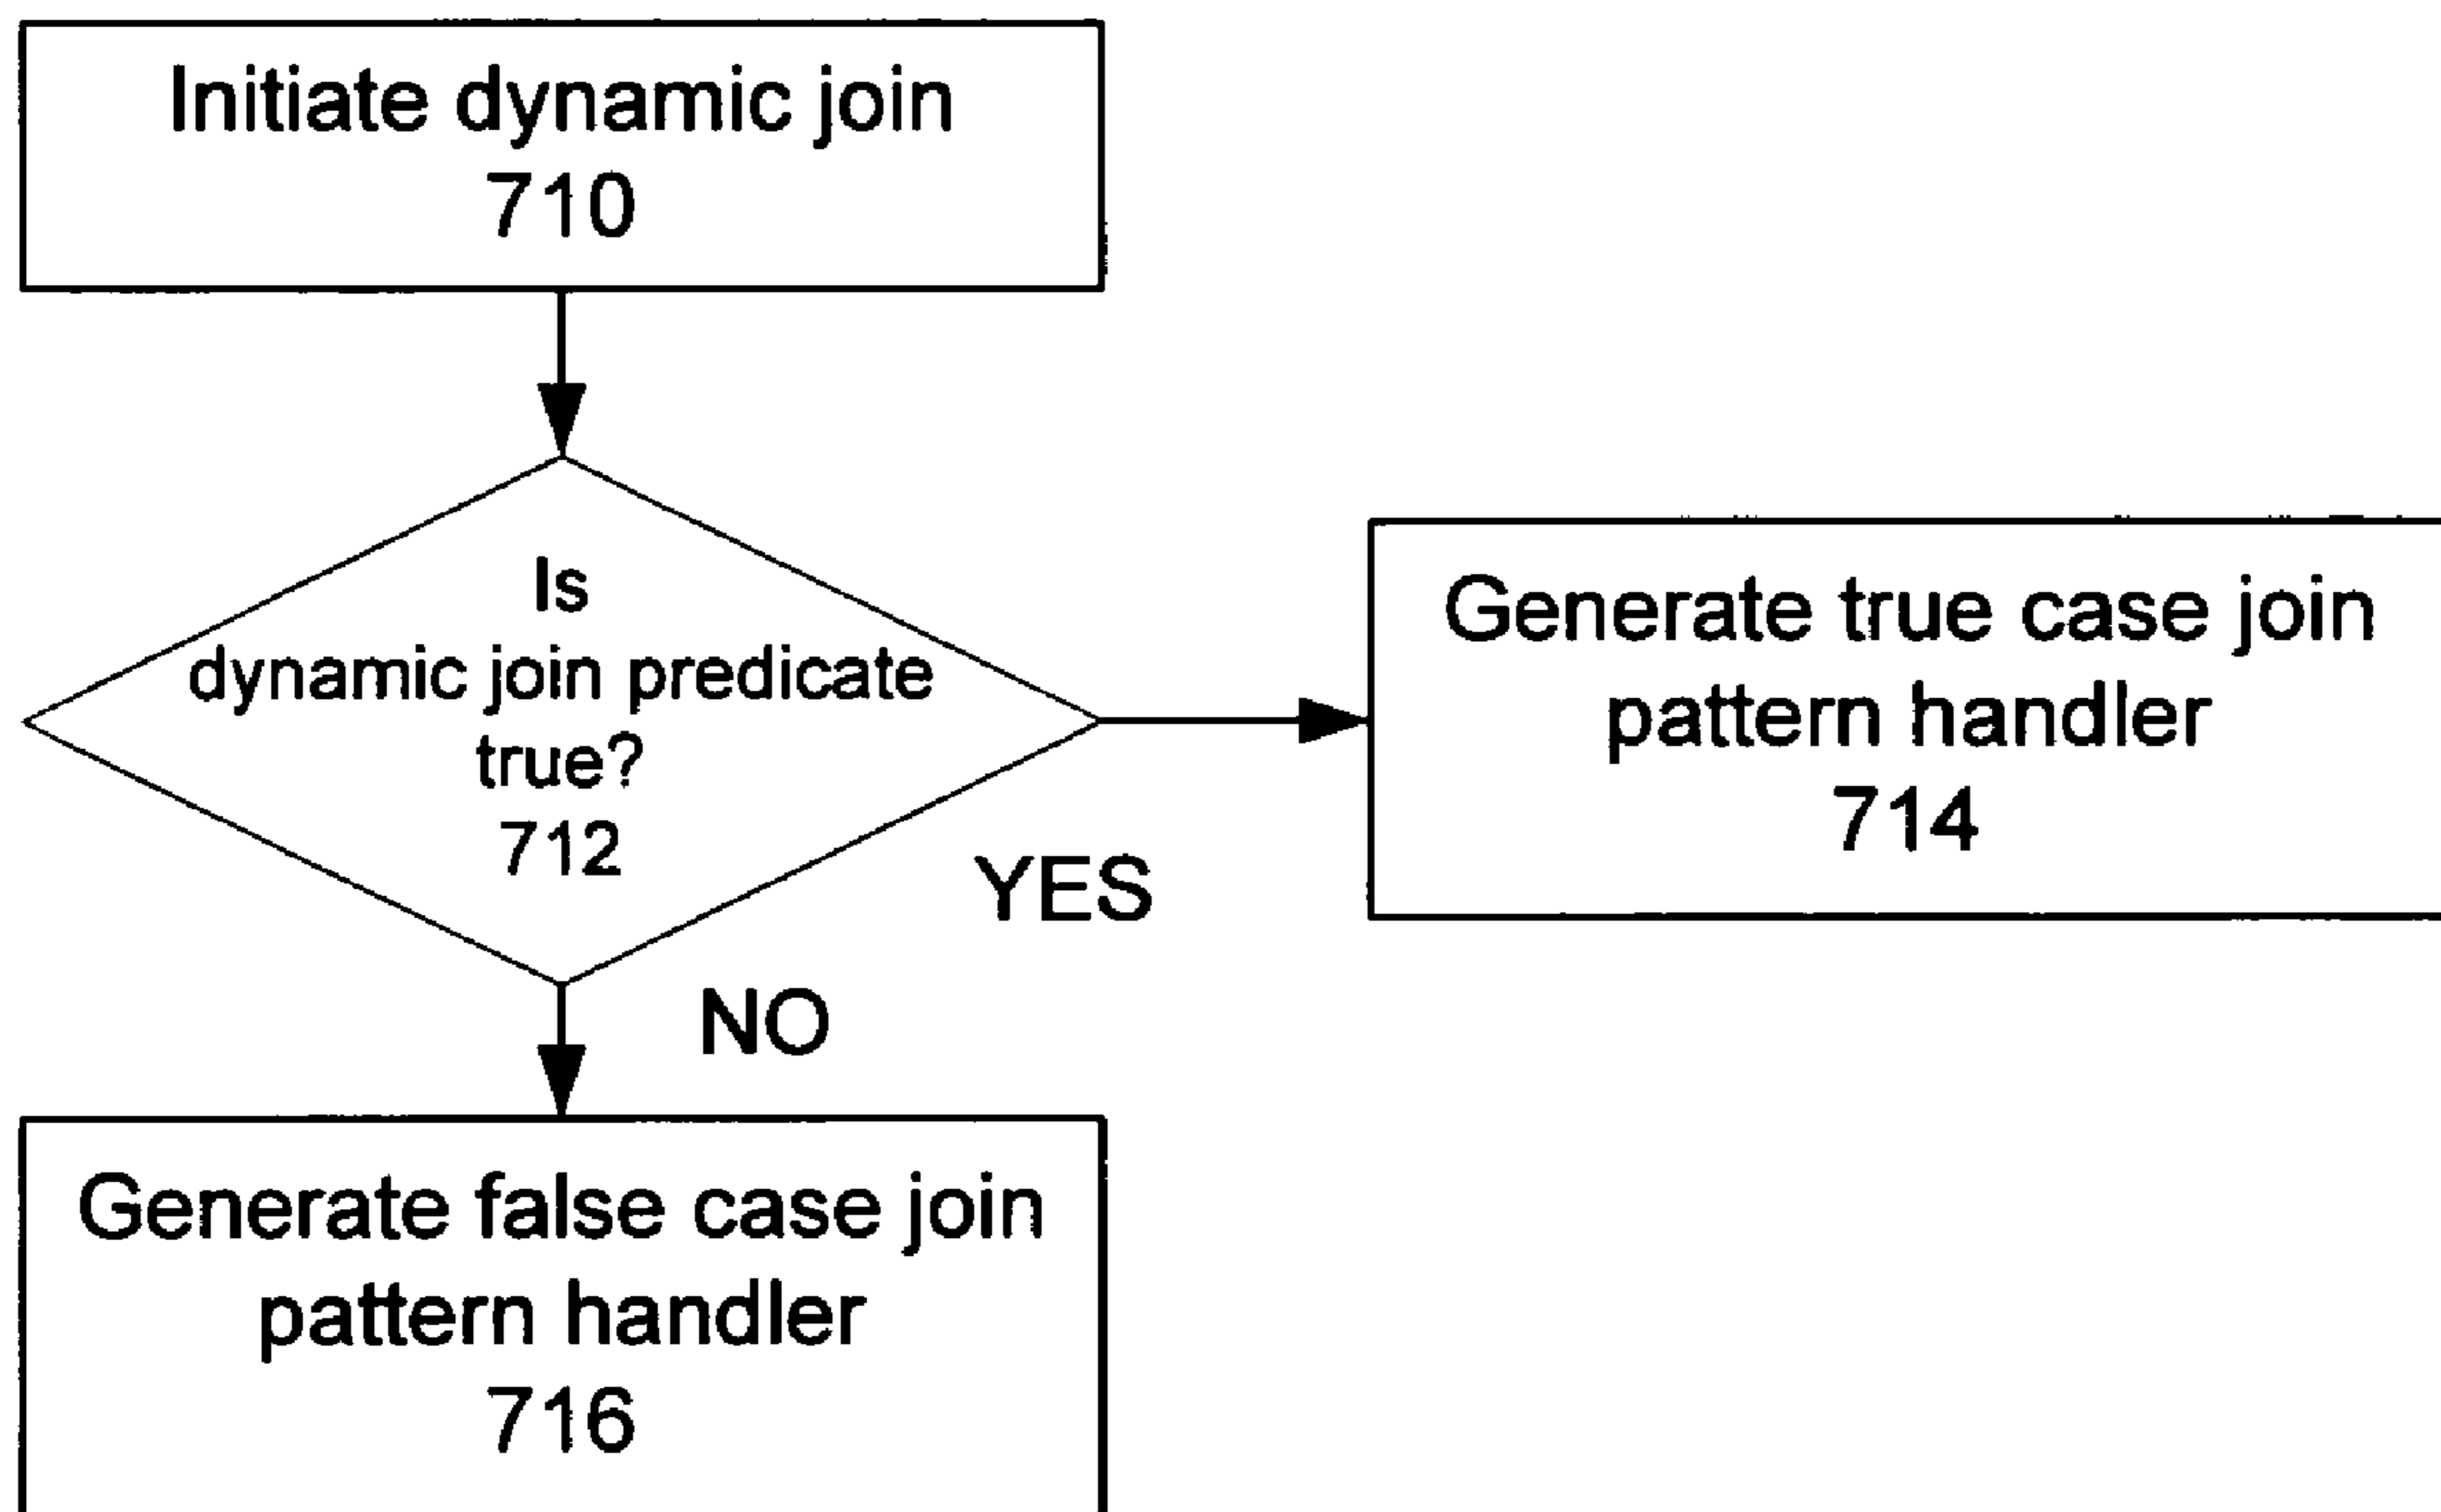 Initiate dynamic join
710
Is
dynamic join predicate
true?
712
YES
Generate true case join
pattern handler
714
NO
Generate false case join
pattern handler
716